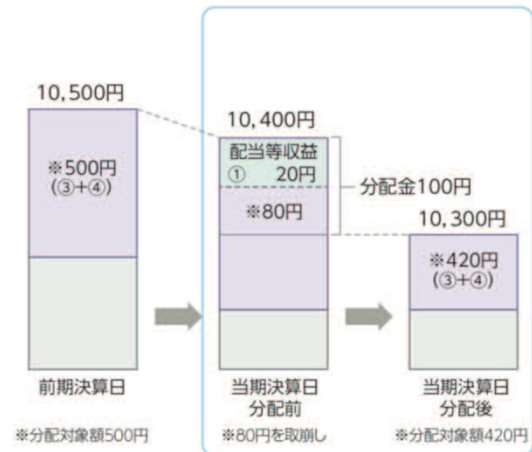 10,500円
※500円
(③+④)
前期決算日
※分配対象額500円
10,400円
配当等収益
① 20円
※80円
分配金100円
当期決算日
分配前
※80円を取崩し
10,300円
※420円
(③+④)
当期決算日
分配後
※分配対象額420円